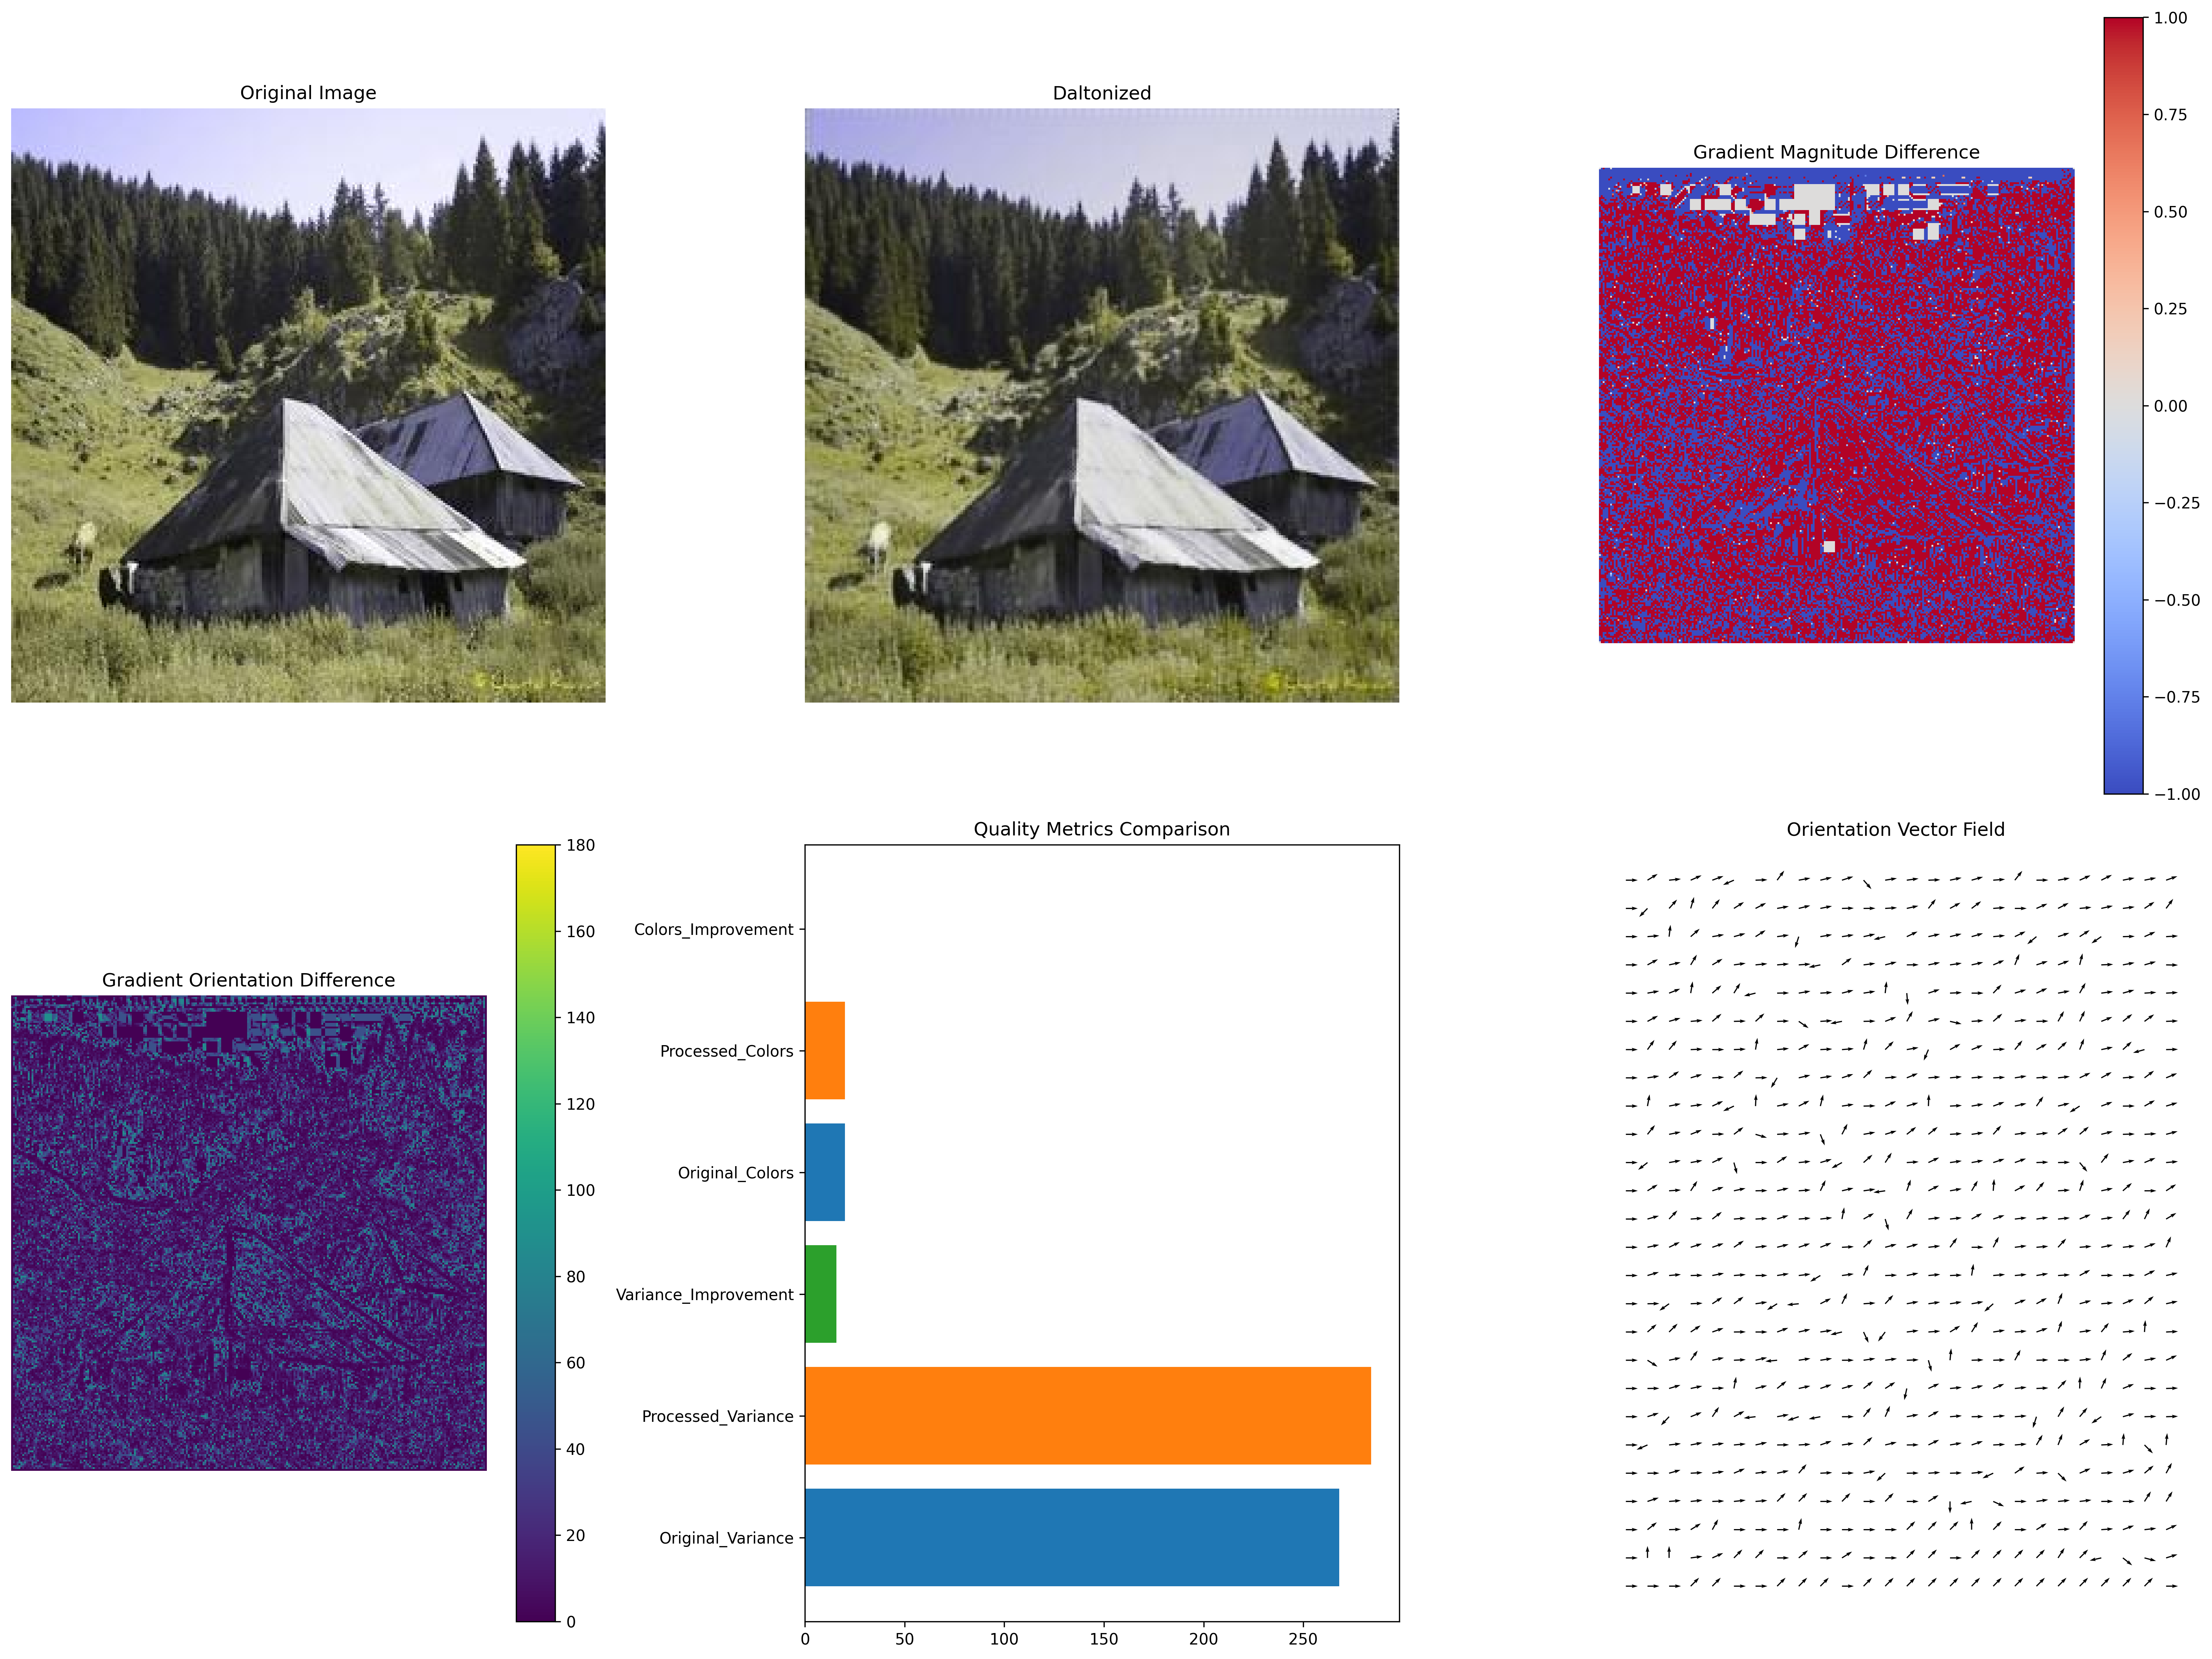 Original Image
Daltonized
Gradient Magnitude Difference
1.00
0.75
0.50
0.25
0.00
−0.25
−0.50
−0.75
−1.00
Gradient Orientation Difference
180
160
140
120
100
80
60
40
20
0
Quality Metrics Comparison
Colors_Improvement
Processed_Colors
Original_Colors
Variance_Improvement
Processed_Variance
Original_Variance
0 50 100 150 200 250
Orientation Vector Field